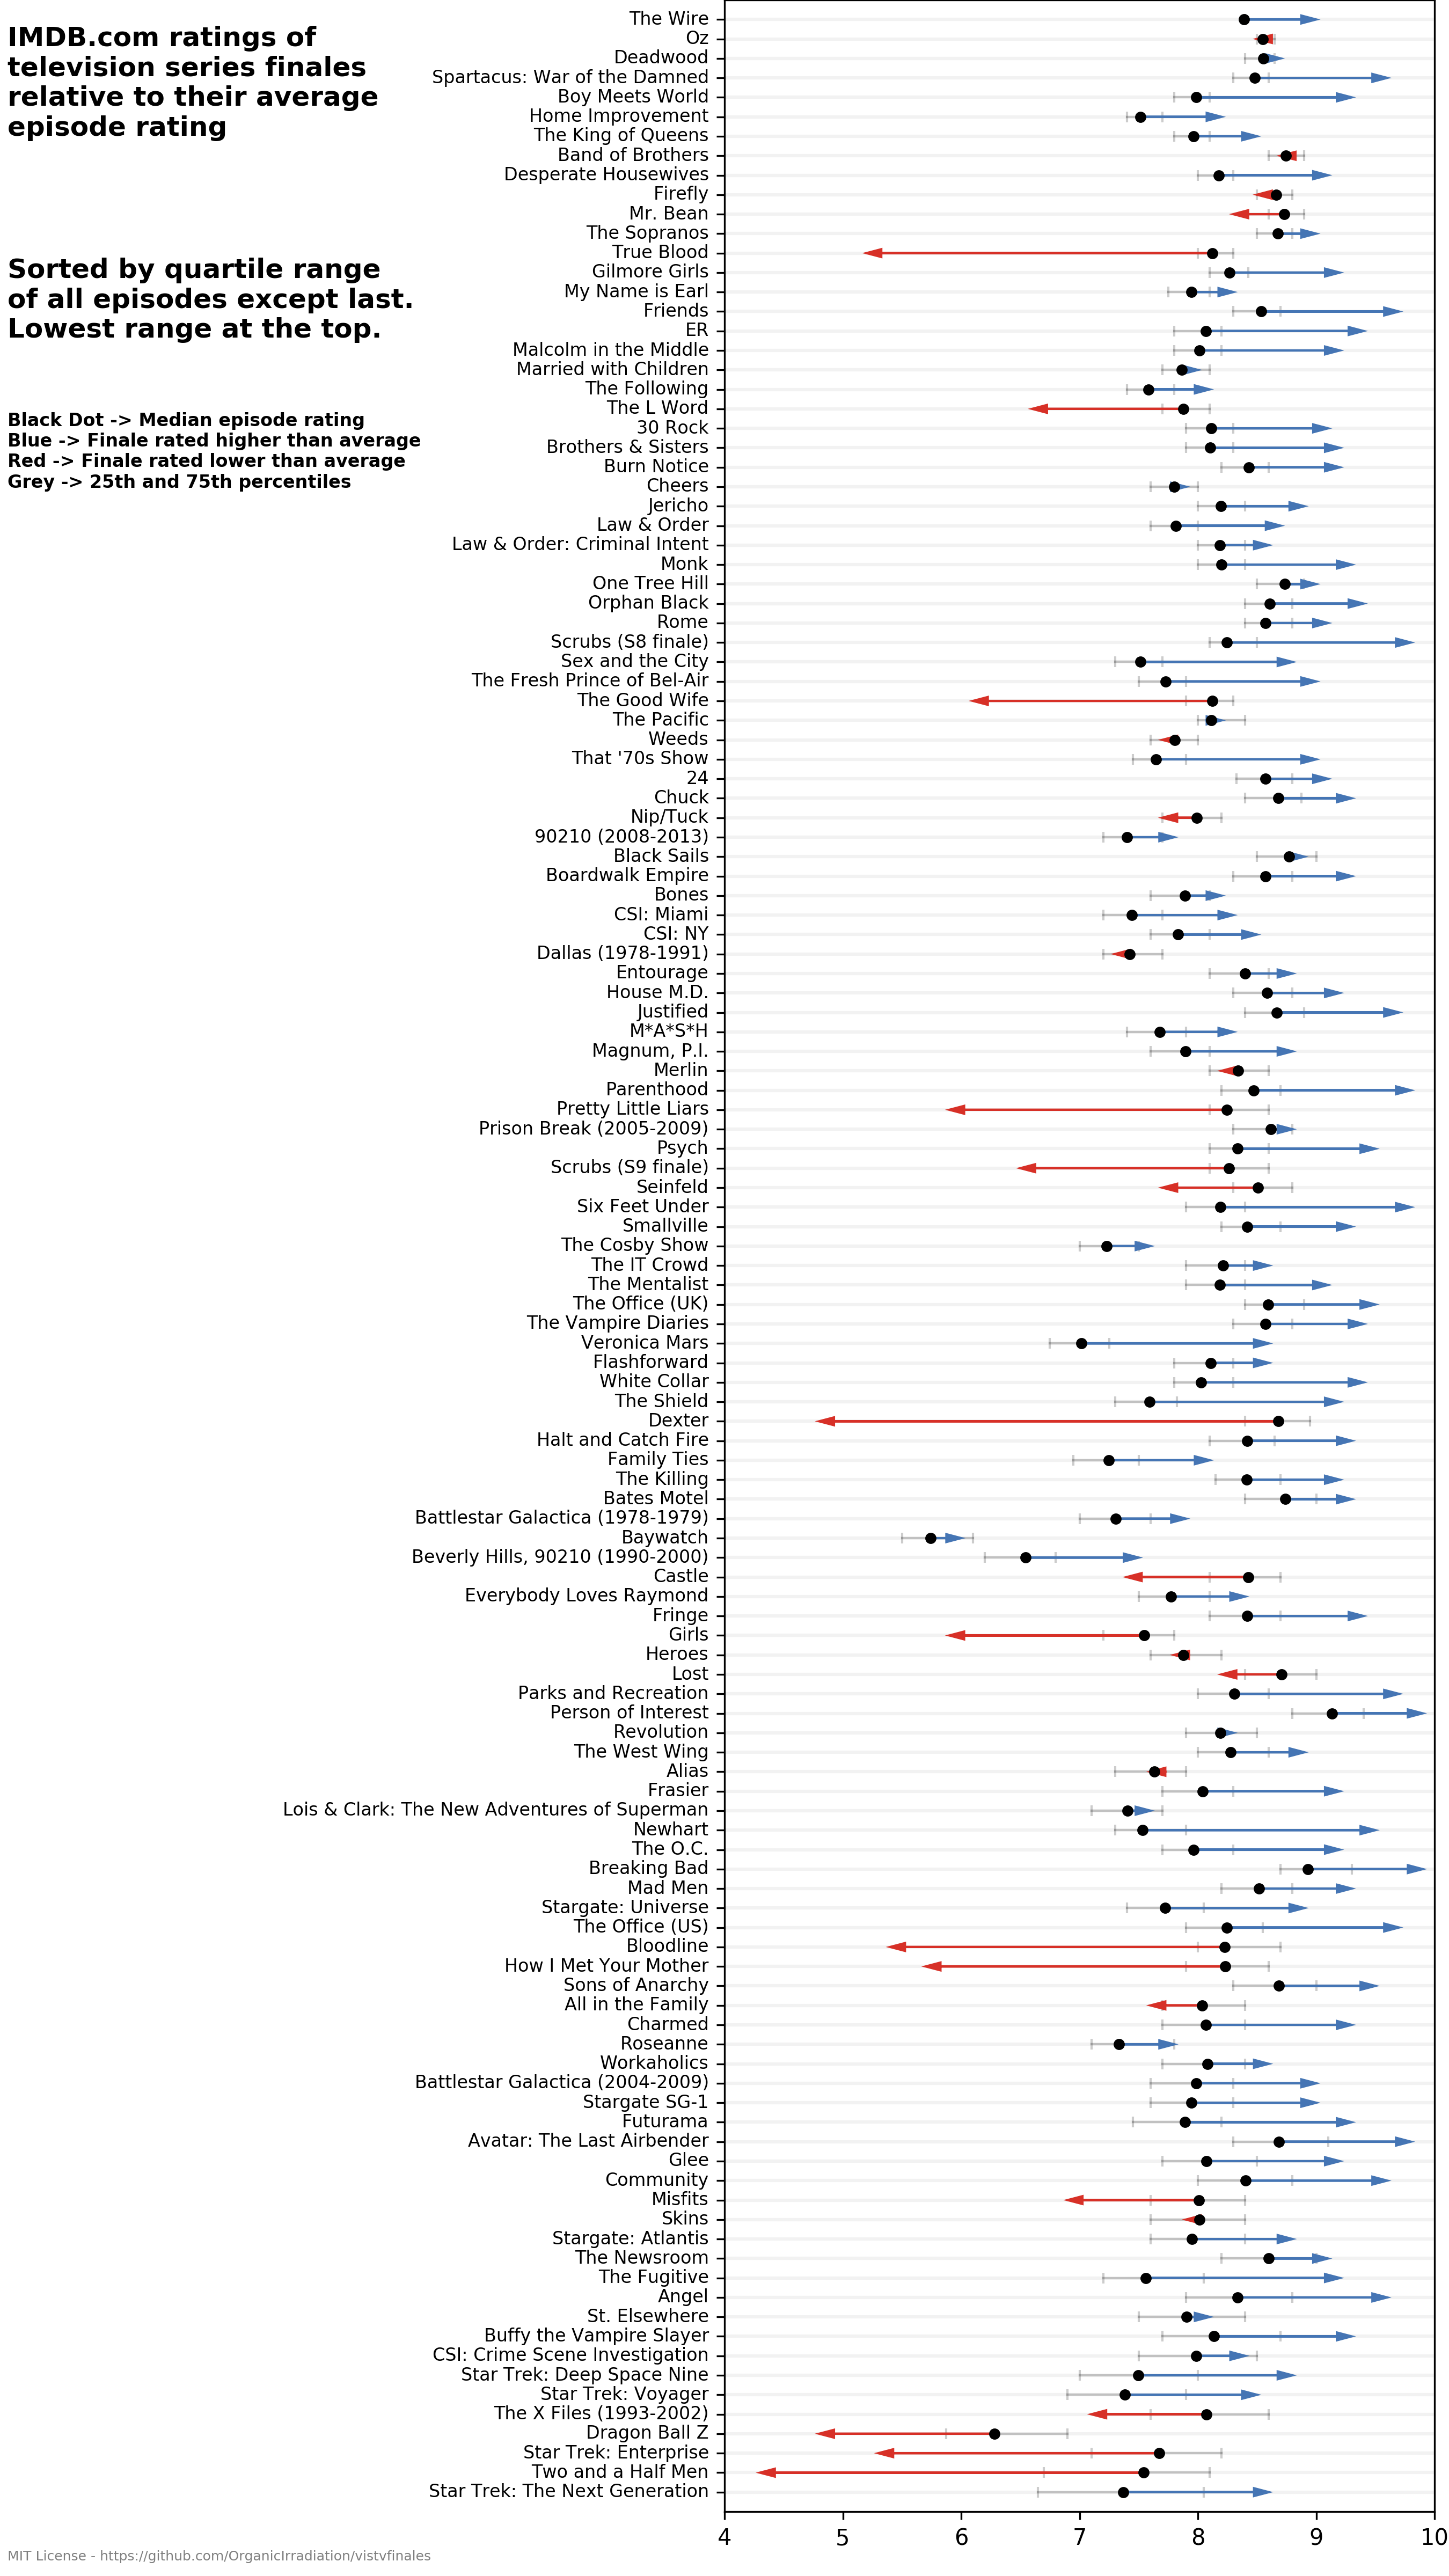 IMDB.com ratings of
television series finales
relative to their average
episode rating
Sorted by quartile range
of all episodes except last.
Lowest range at the top.
Black Dot -> Median episode rating
Blue -> Finale rated higher than average
Red -> Finale rated lower than average
Grey -> 25th and 75th percentiles
The Wire
Oz
Deadwood
Spartacus: War of the Damned
Boy Meets World
Home Improvement
The King of Queens
Band of Brothers
Desperate Housewives
Firefly
Mr. Bean
The Sopranos
True Blood
Gilmore Girls
My Name is Earl
Friends
ER
Malcolm in the Middle
Married with Children
The Following
The L Word
30 Rock
Brothers & Sisters
Burn Notice
Cheers
Jericho
Law & Order
Law & Order: Criminal Intent
Monk
One Tree Hill
Orphan Black
Rome
Scrubs (S8 finale)
Sex and the City
The Fresh Prince of Bel-Air
The Good Wife
The Pacific
Weeds
That '70s Show
24
Chuck
Nip/Tuck
90210 (2008-2013)
Black Sails
Boardwalk Empire
Bones
CSI: Miami
CSI: NY
Dallas (1978-1991)
Entourage
House M.D.
Justified
M*A*S*H
Magnum, P.I.
Merlin
Parenthood
Pretty Little Liars
Prison Break (2005-2009)
Psych
Scrubs (S9 finale)
Seinfeld
Six Feet Under
Smallville
The Cosby Show
The IT Crowd
The Mentalist
The Office (UK)
The Vampire Diaries
Veronica Mars
Flashforward
White Collar
The Shield
Dexter
Halt and Catch Fire
Family Ties
The Killing
Bates Motel
Battlestar Galactica (1978-1979)
Baywatch
Beverly Hills, 90210 (1990-2000)
Castle
Everybody Loves Raymond
Fringe
Girls
Heroes
Lost
Parks and Recreation
Person of Interest
Revolution
The West Wing
Alias
Frasier
Lois & Clark: The New Adventures of Superman
Newhart
The O.C.
Breaking Bad
Mad Men
Stargate: Universe
The Office (US)
Bloodline
How I Met Your Mother
Sons of Anarchy
All in the Family
Charmed
Roseanne
Workaholics
Battlestar Galactica (2004-2009)
Stargate SG-1
Futurama
Avatar: The Last Airbender
Glee
Community
Misfits
Skins
Stargate: Atlantis
The Newsroom
The Fugitive
Angel
St. Elsewhere
Buffy the Vampire Slayer
CSI: Crime Scene Investigation
Star Trek: Deep Space Nine
Star Trek: Voyager
The X Files (1993-2002)
Dragon Ball Z
Star Trek: Enterprise
Two and a Half Men
Star Trek: The Next Generation
4 5 6 7 8 9 10
MIT License - https://github.com/OrganicIrradiation/vistvfinales